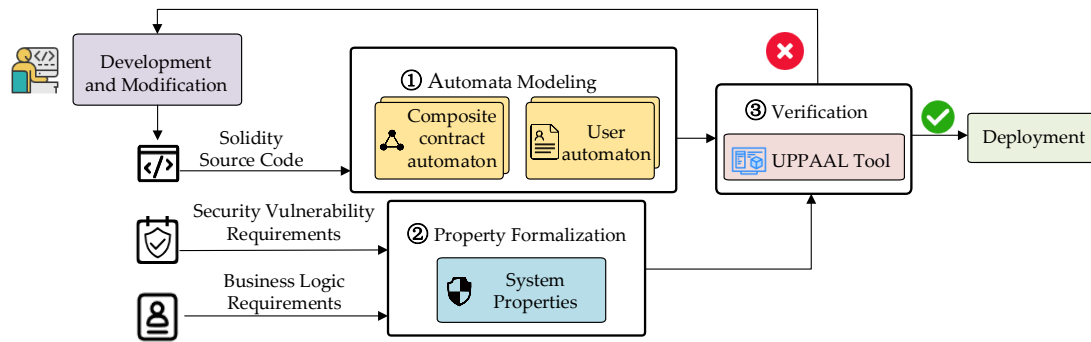 Development
and Modification
</>
Solidity
Source Code
① Automata Modeling
Composite
contract
automaton
User
automaton
③ Verification
UPPAAL Tool
Deployment
Security Vulnerability
Requirements
② Property Formalization
System
Properties
Business Logic
Requirements